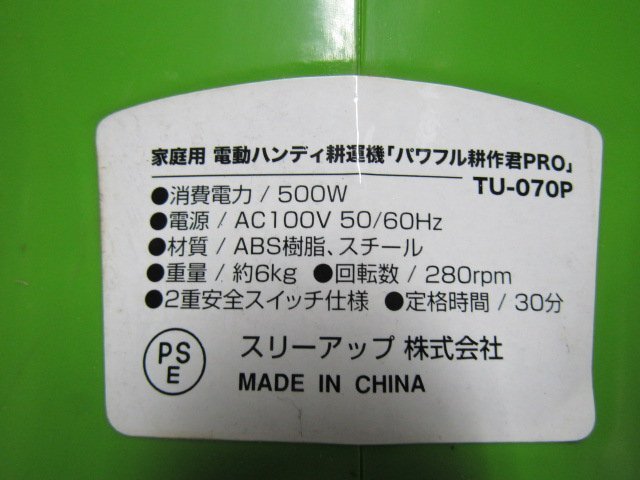 家庭用 電動ハンディ耕運機「パワフル耕作君PRO」
TU-070P
●消費電力 / 500W
●電源 / AC100V 50/60Hz
●材質 / ABS樹脂、スチール
●重量 / 約6kg ●回転数 / 280rpm
●2重安全スイッチ仕様 ●定格時間 / 30分
PS
E
スリーアップ 株式会社
MADE IN CHINA